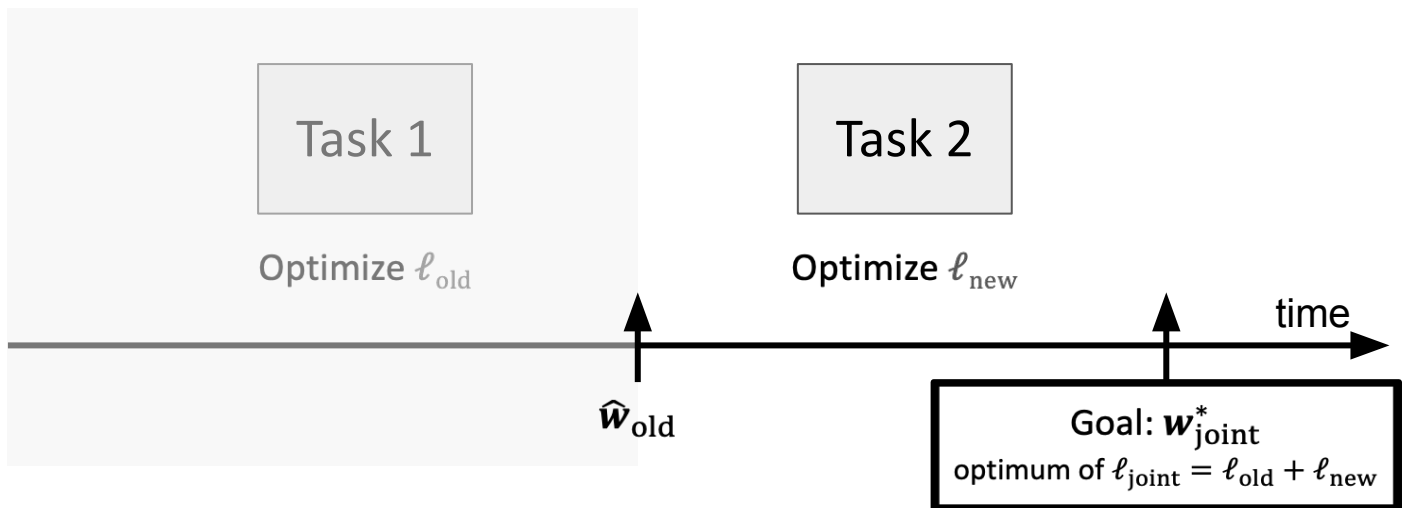 Task 1
Task 2
Optimize ℓ_old
Optimize ℓ_new
time
ŵ_old
Goal: w*_joint
optimum of ℓ_joint = ℓ_old + ℓ_new